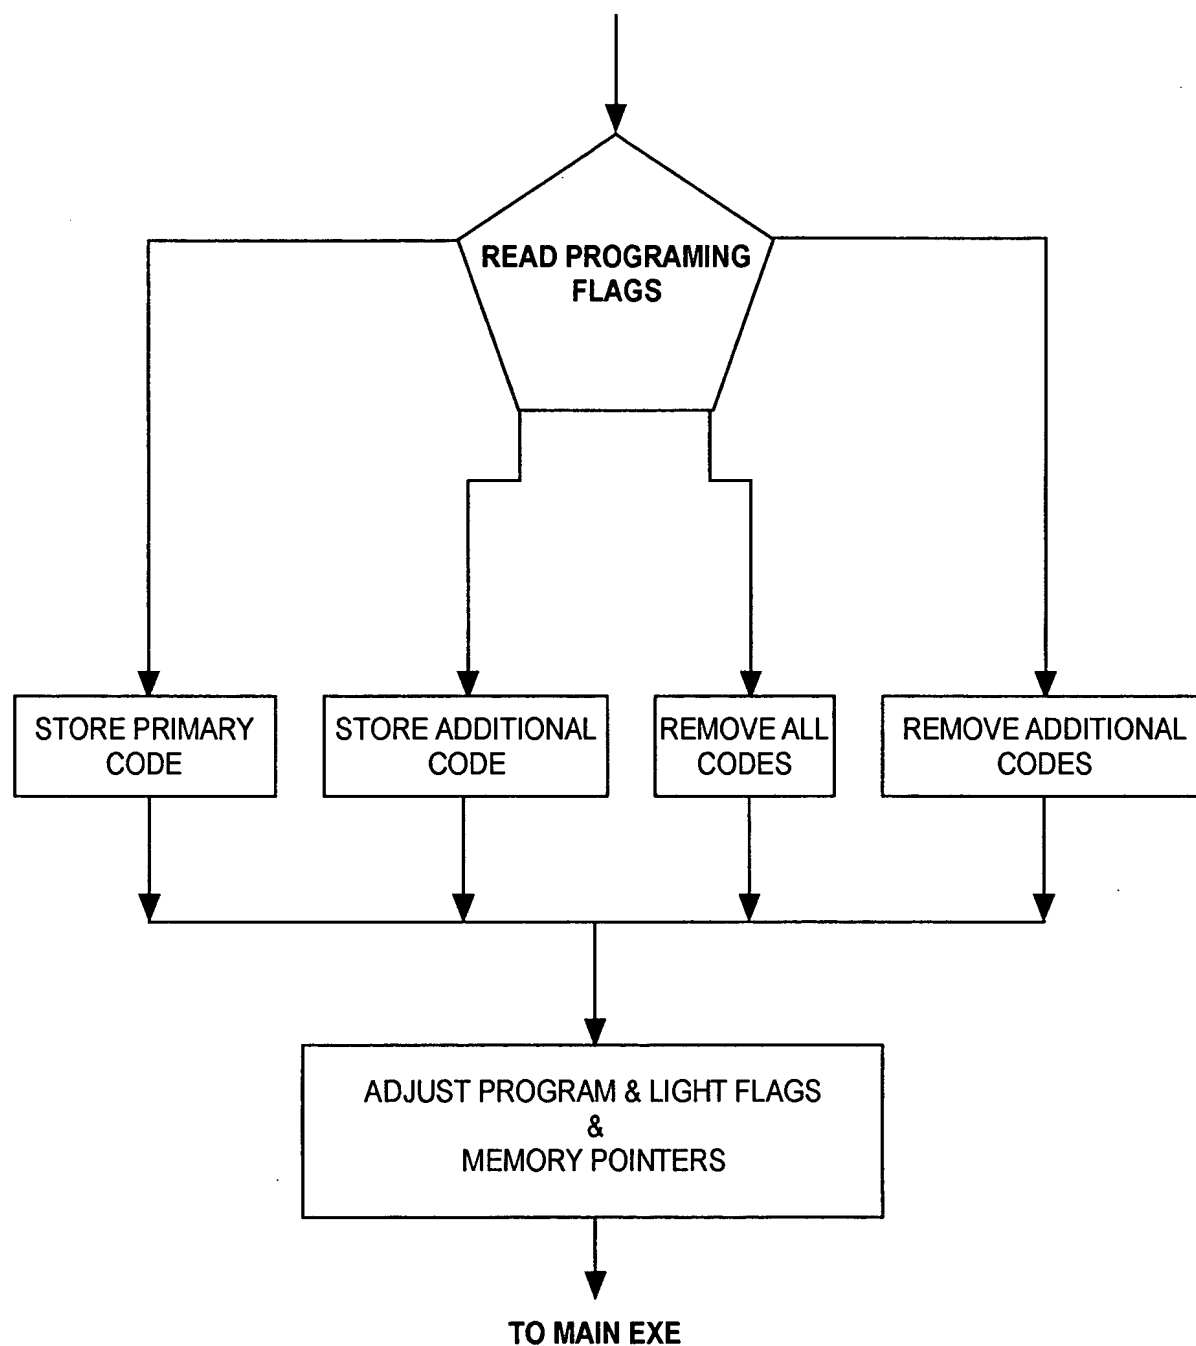 READ PROGRAMING
FLAGS
STORE PRIMARY
CODE
STORE ADDITIONAL
CODE
REMOVE ALL
CODES
REMOVE ADDITIONAL
CODES
ADJUST PROGRAM & LIGHT FLAGS
&
MEMORY POINTERS
TO MAIN EXE